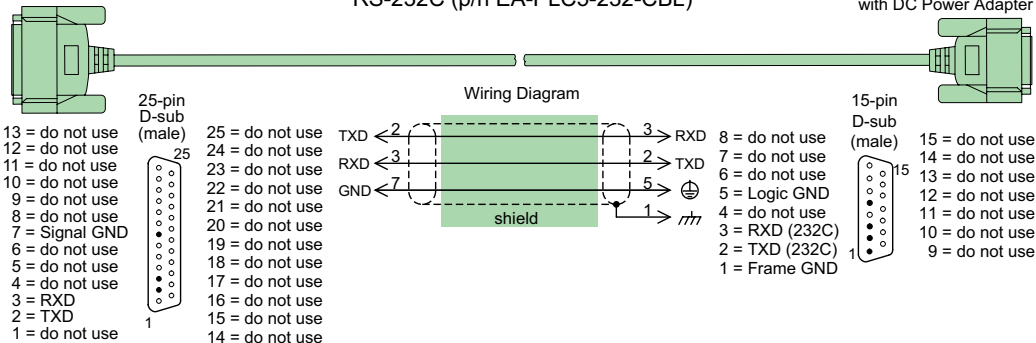 RS-232C (p/n EA-PLC5-232-CBL)
with DC Power Adapter
25-pin
D-sub
(male)
25
1
13 = do not use
12 = do not use
11 = do not use
10 = do not use
9 = do not use
8 = do not use
7 = Signal GND
6 = do not use
5 = do not use
4 = do not use
3 = RXD
2 = TXD
1 = do not use
25 = do not use
24 = do not use
23 = do not use
22 = do not use
21 = do not use
20 = do not use
19 = do not use
18 = do not use
17 = do not use
16 = do not use
15 = do not use
14 = do not use
Wiring Diagram
TXD 2 3 RXD
RXD 3 2 TXD
GND 7 5
1
shield
8 = do not use
7 = do not use
6 = do not use
5 = Logic GND
4 = do not use
3 = RXD (232C)
2 = TXD (232C)
1 = Frame GND
15-pin
D-sub
(male)
15
1
15 = do not use
14 = do not use
13 = do not use
12 = do not use
11 = do not use
10 = do not use
9 = do not use